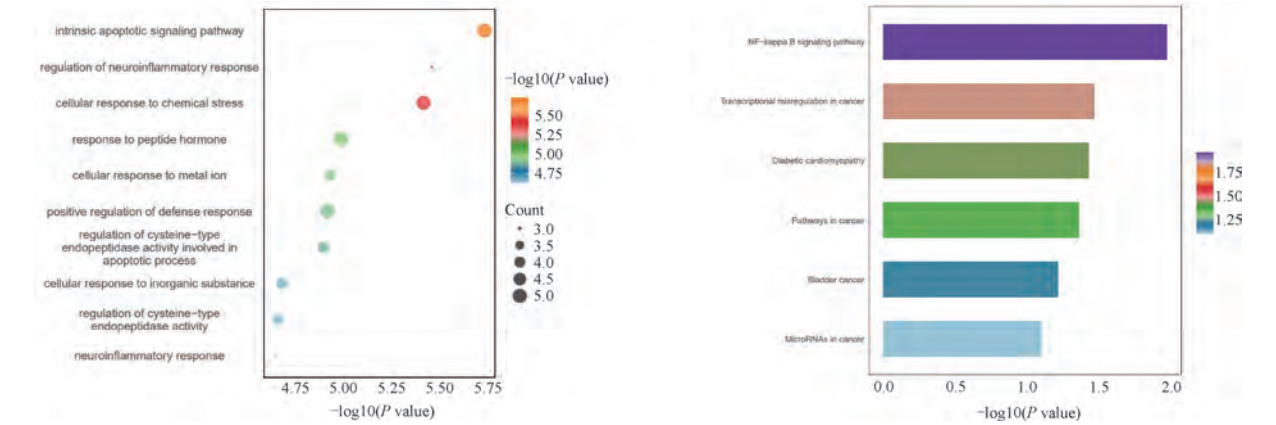 intrinsic apoptotic signaling pathway
regulation of neuroinflammatory response
cellular response to chemical stress
response to peptide hormone
cellular response to metal ion
positive regulation of defense response
regulation of cysteine−type
endopeptidase activity involved in
apoptotic process
cellular response to inorganic substance
regulation of cysteine−type
endopeptidase activity
neuroinflammatory response
4.75 5.00 5.25 5.50 5.75
−log10(P value)
−log10(P value)
5.50
5.25
5.00
4.75
Count
3.0
3.5
4.0
4.5
5.0
NF−kappa B signaling pathway
Transcriptional misregulation in cancer
Diabetic cardiomyopathy
Pathways in cancer
Bladder cancer
MicroRNAs in cancer
0.0 0.5 1.0 1.5 2.0
−log10(P value)
1.75
1.50
1.25